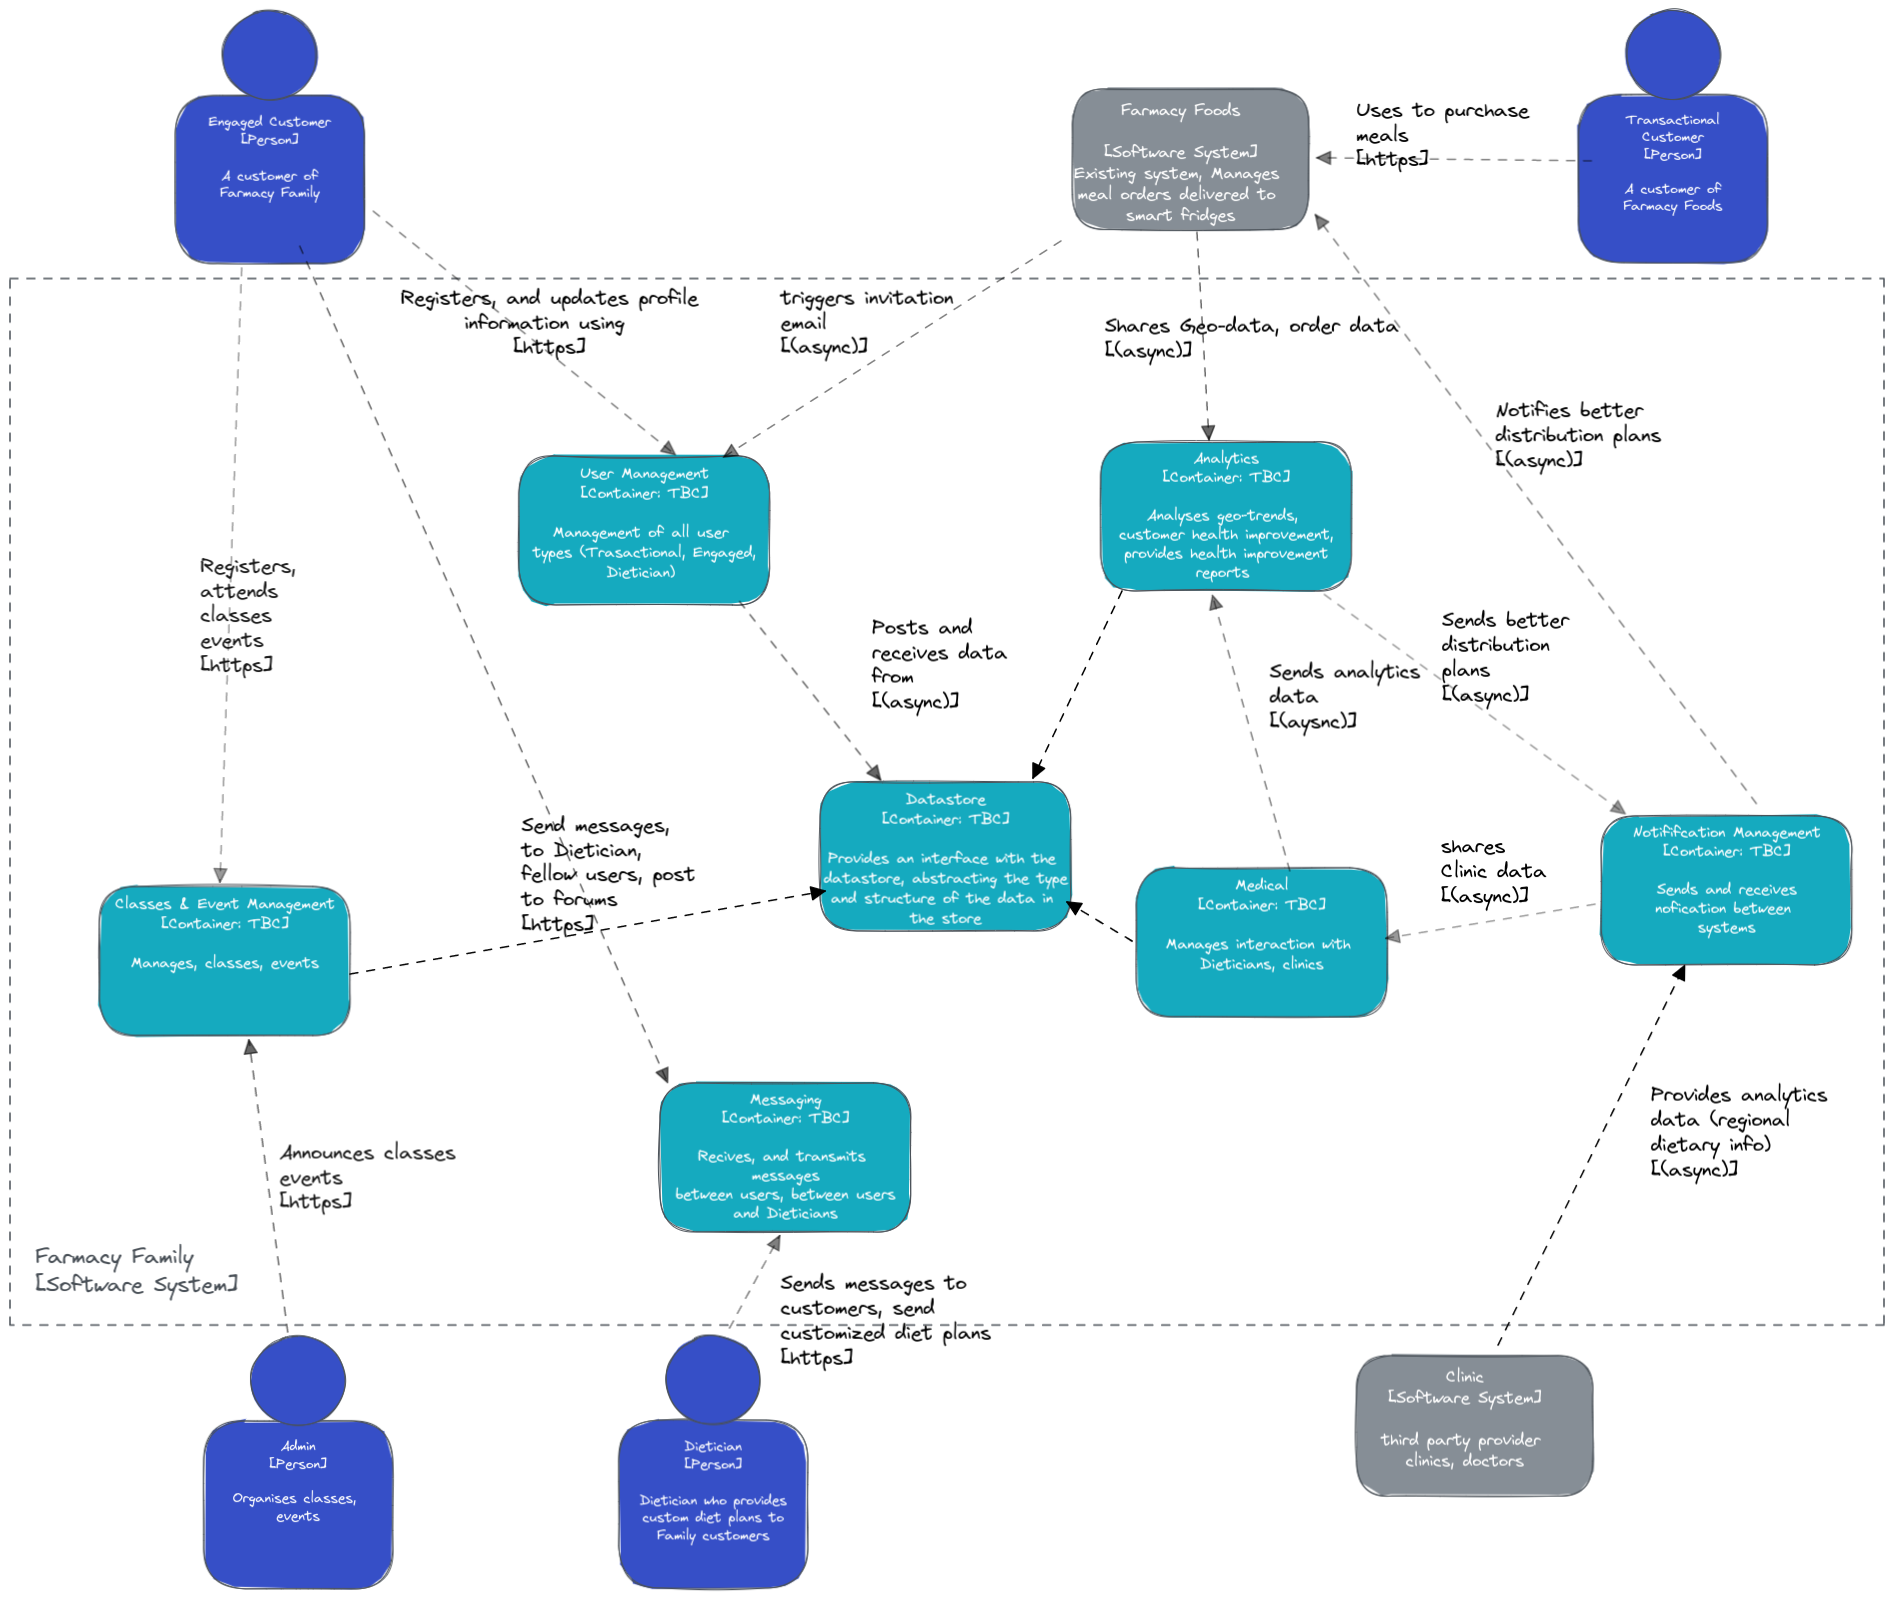 Engaged Customer
[Person]
A customer of
Farmacy Family
Farmacy Foods
[Software System]
Existing system, Manages
meal orders delivered to
smart fridges
Uses to purchase
meals
[https]
Transactional
Customer
[Person]
A customer of
Farmacy Foods
Registers, and updates profile
information using
[https]
triggers invitation
email
[(async)]
Shares Geo-data, order data
[(async)]
Notifies better
distribution plans
[(async)]
User Management
[Container: TBC]
Management of all user
types (Trasactional, Engaged,
Dietician)
Analytics
[Container: TBC]
Analyses geo-trends,
customer health improvement,
provides health improvement
reports
Registers,
attends
classes
events
[https]
Posts and
receives data
from
[(async)]
Sends analytics
data
[(aysnc)]
Sends better
distribution
plans
[(async)]
Send messages,
to Dietician,
fellow users, post
to forums
[https]
Datastore
[Container: TBC]
Provides an interface with the
datastore, abstracting the type
and structure of the data in
the store
shares
Clinic data
[(async)]
Notififcation Management
[Container: TBC]
Sends and receives
nofication between
systems
Classes & Event Management
[Container: TBC]
Manages, classes, events
Medical
[Container: TBC]
Manages interaction with
Dieticians, clinics
Messaging
[Container: TBC]
Recives, and transmits
messages
between users, between users
and Dieticians
Provides analytics
data (regional
dietary info)
[(async)]
Announces classes
events
[https]
Farmacy Family
[Software System]
Sends messages to
customers, send
customized diet plans
[https]
Admin
[Person]
Organises classes,
events
Dietician
[Person]
Dietician who provides
custom diet plans to
Family customers
Clinic
[Software System]
third party provider
clinics, doctors